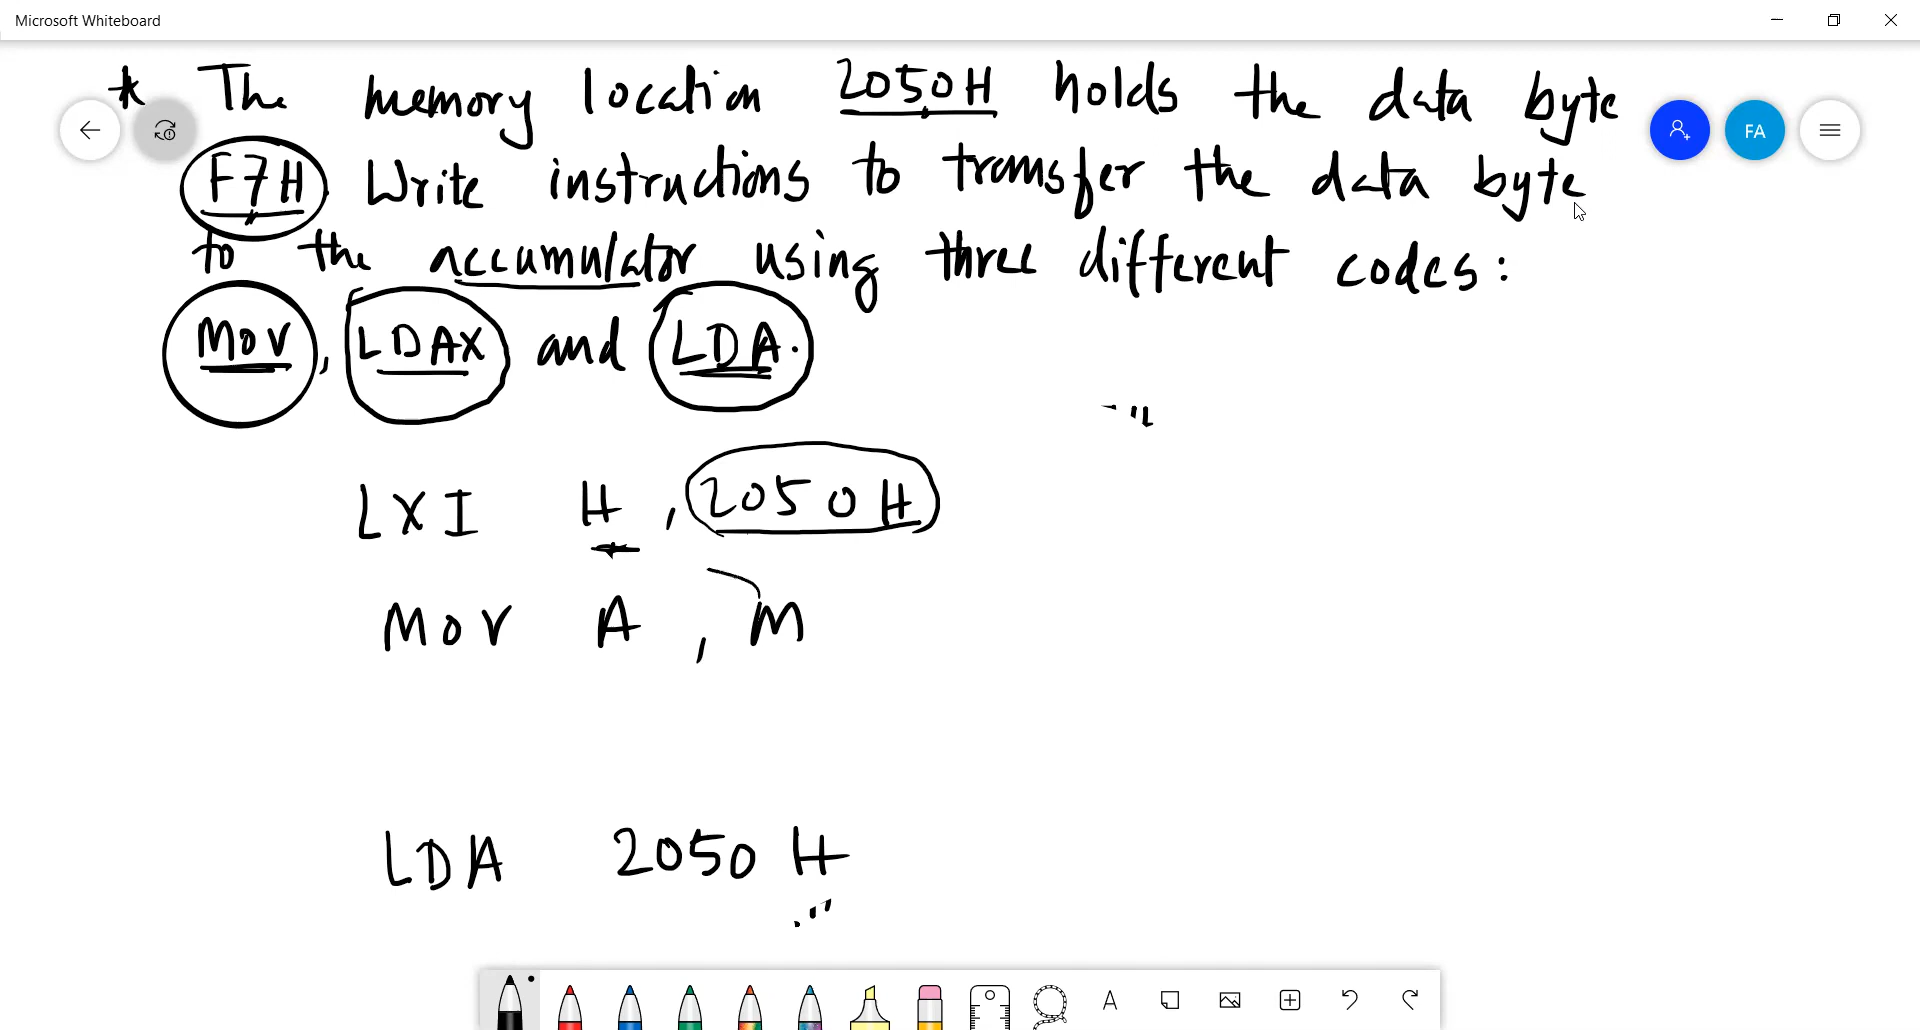 Microsoft Whiteboard
* The memory location 2050H holds the data byte
F7H. Write instructions to transfer the data byte
to the accumulator using three different codes:
MOV, LDAX and LDA.
LXI H, 2050H
MOV A, M
LDA 2050H
FA
A